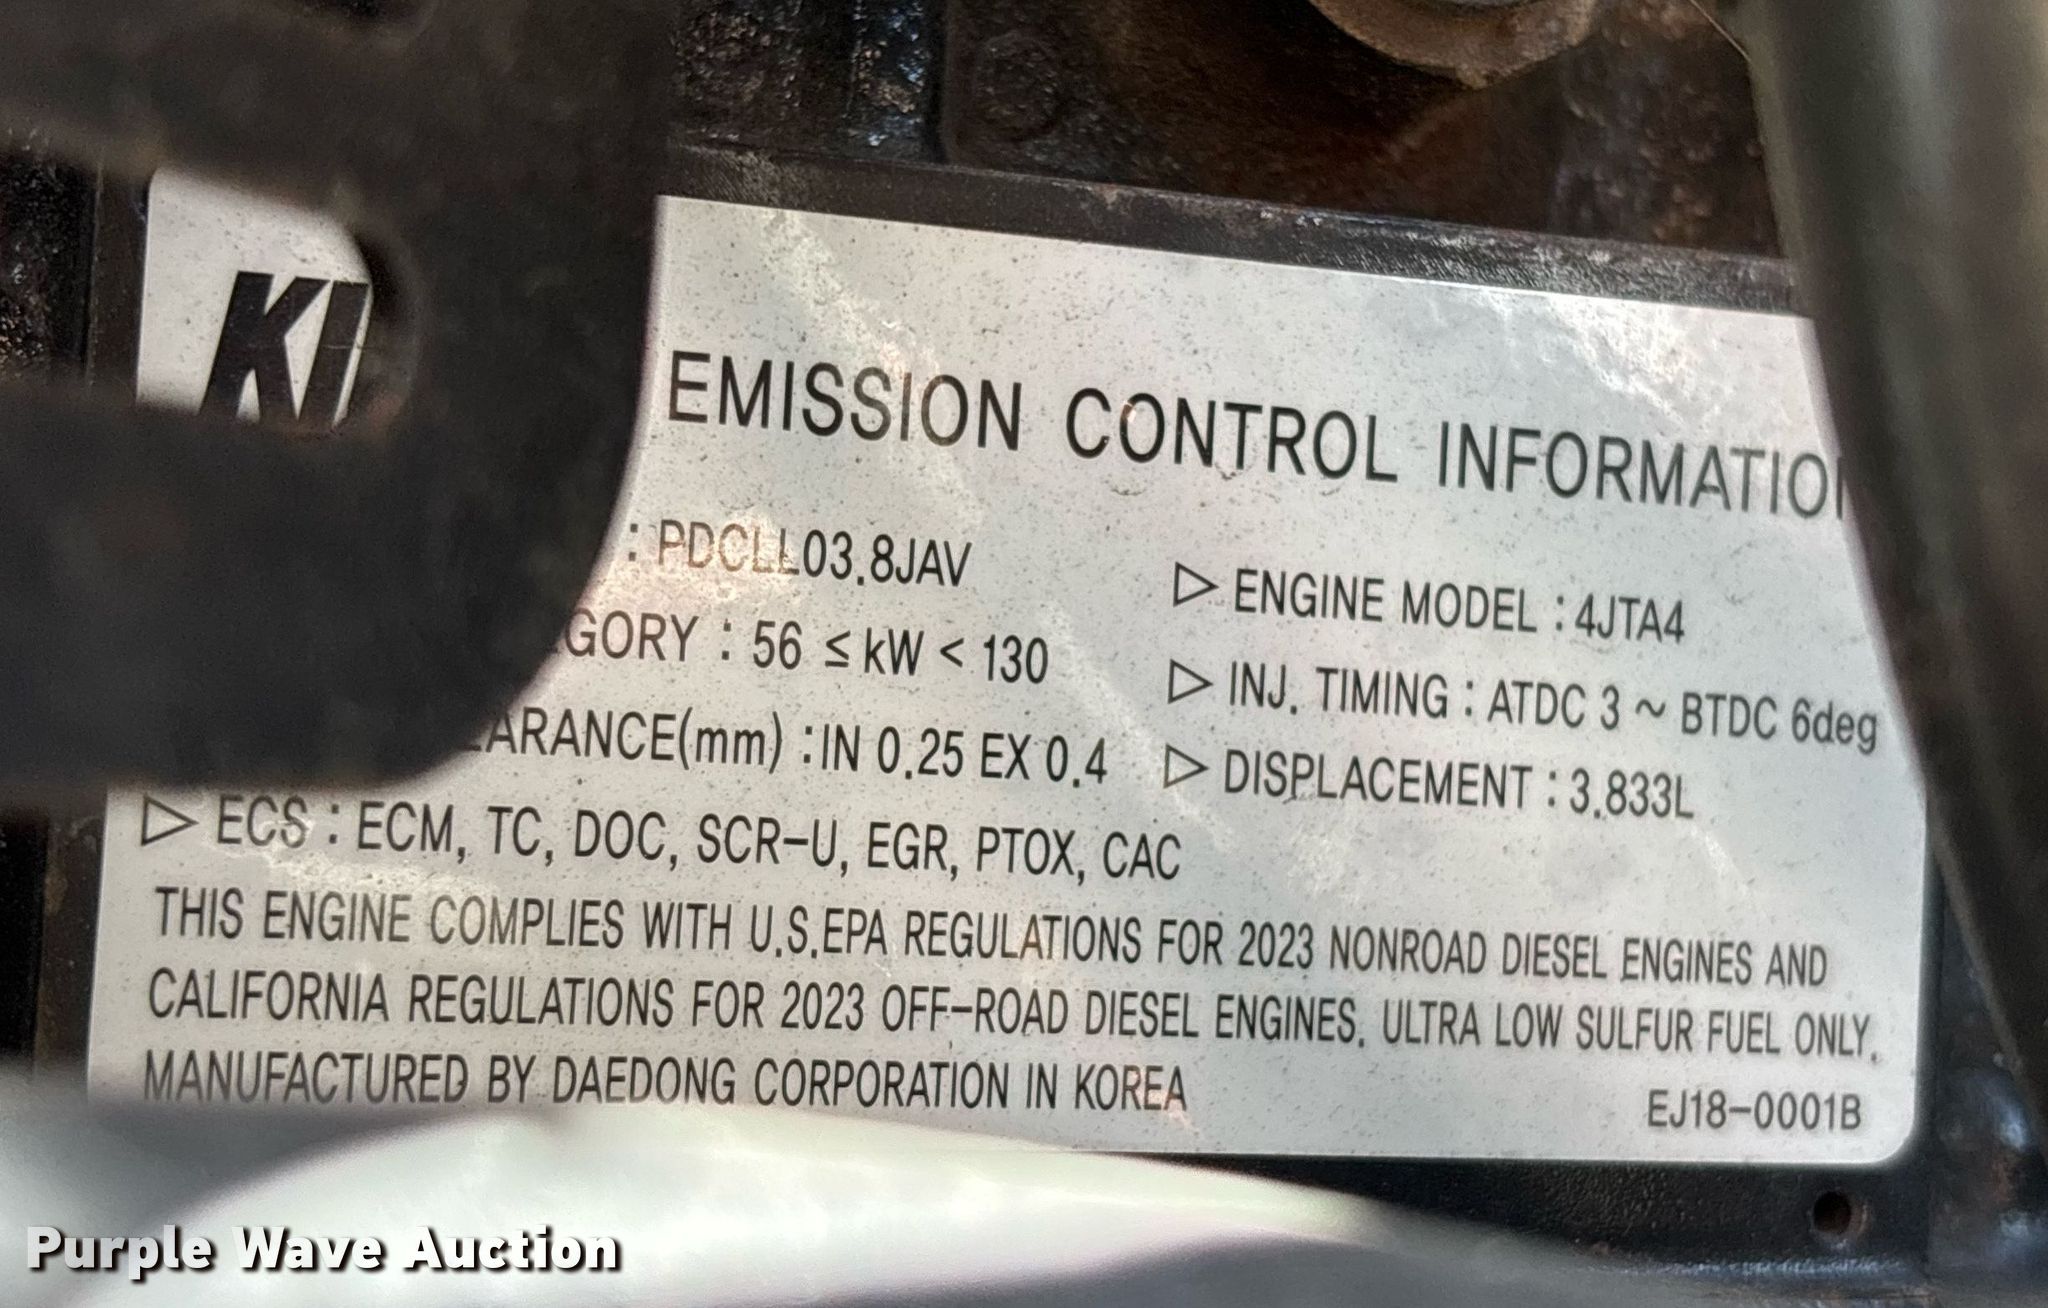 KI
EMISSION CONTROL INFORMATIO
: PDCLL03.8JAV
▷ ENGINE MODEL : 4JTA4
GORY : 56 ≤ kW < 130
▷ INJ. TIMING : ATDC 3 ~ BTDC 6deg
EARANCE(mm) : IN 0.25 EX 0.4
▷ DISPLACEMENT : 3.833L
▷ ECS : ECM, TC, DOC, SCR-U, EGR, PTOX, CAC
THIS ENGINE COMPLIES WITH U.S.EPA REGULATIONS FOR 2023 NONROAD DIESEL ENGINES AND
CALIFORNIA REGULATIONS FOR 2023 OFF-ROAD DIESEL ENGINES. ULTRA LOW SULFUR FUEL ONLY.
MANUFACTURED BY DAEDONG CORPORATION IN KOREA
EJ18-0001B
Purple Wave Auction